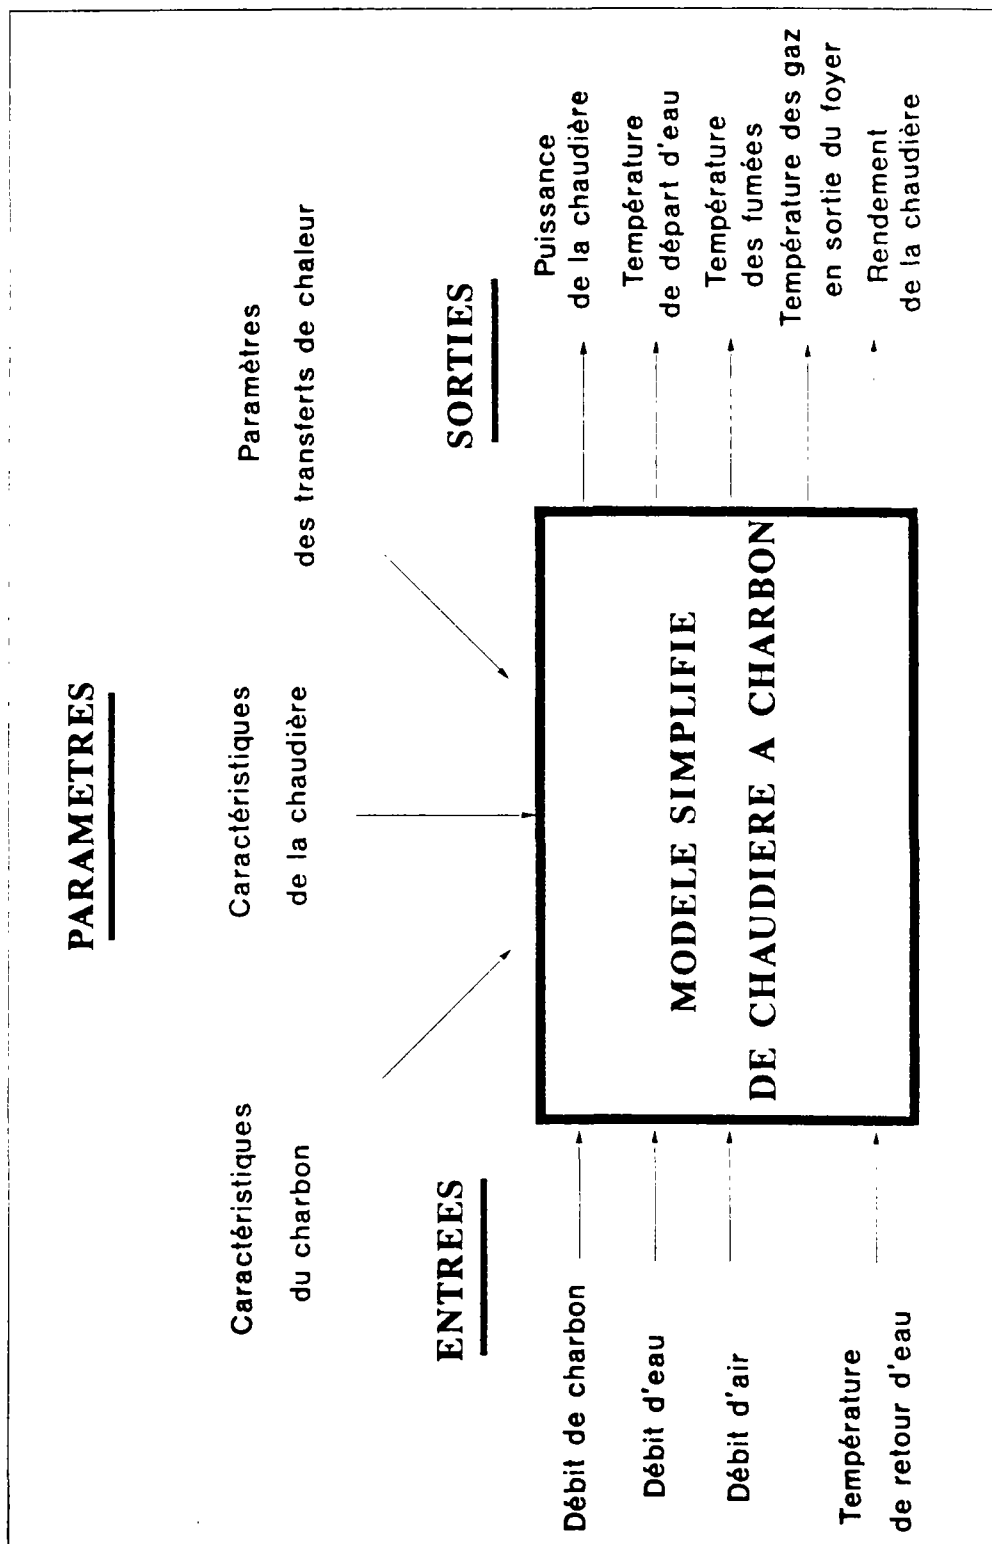 PARAMETRES
Caractéristiques
du charbon
Caractéristiques
de la chaudière
Paramètres
des transferts de chaleur
ENTREES
Débit de charbon
Débit d'eau
Débit d'air
Température
de retour d'eau
MODELE SIMPLIFIE
DE CHAUDIERE A CHARBON
SORTIES
Puissance
de la chaudière
Température
de départ d'eau
Température
des fumées
Température des gaz
en sortie du foyer
Rendement
de la chaudière